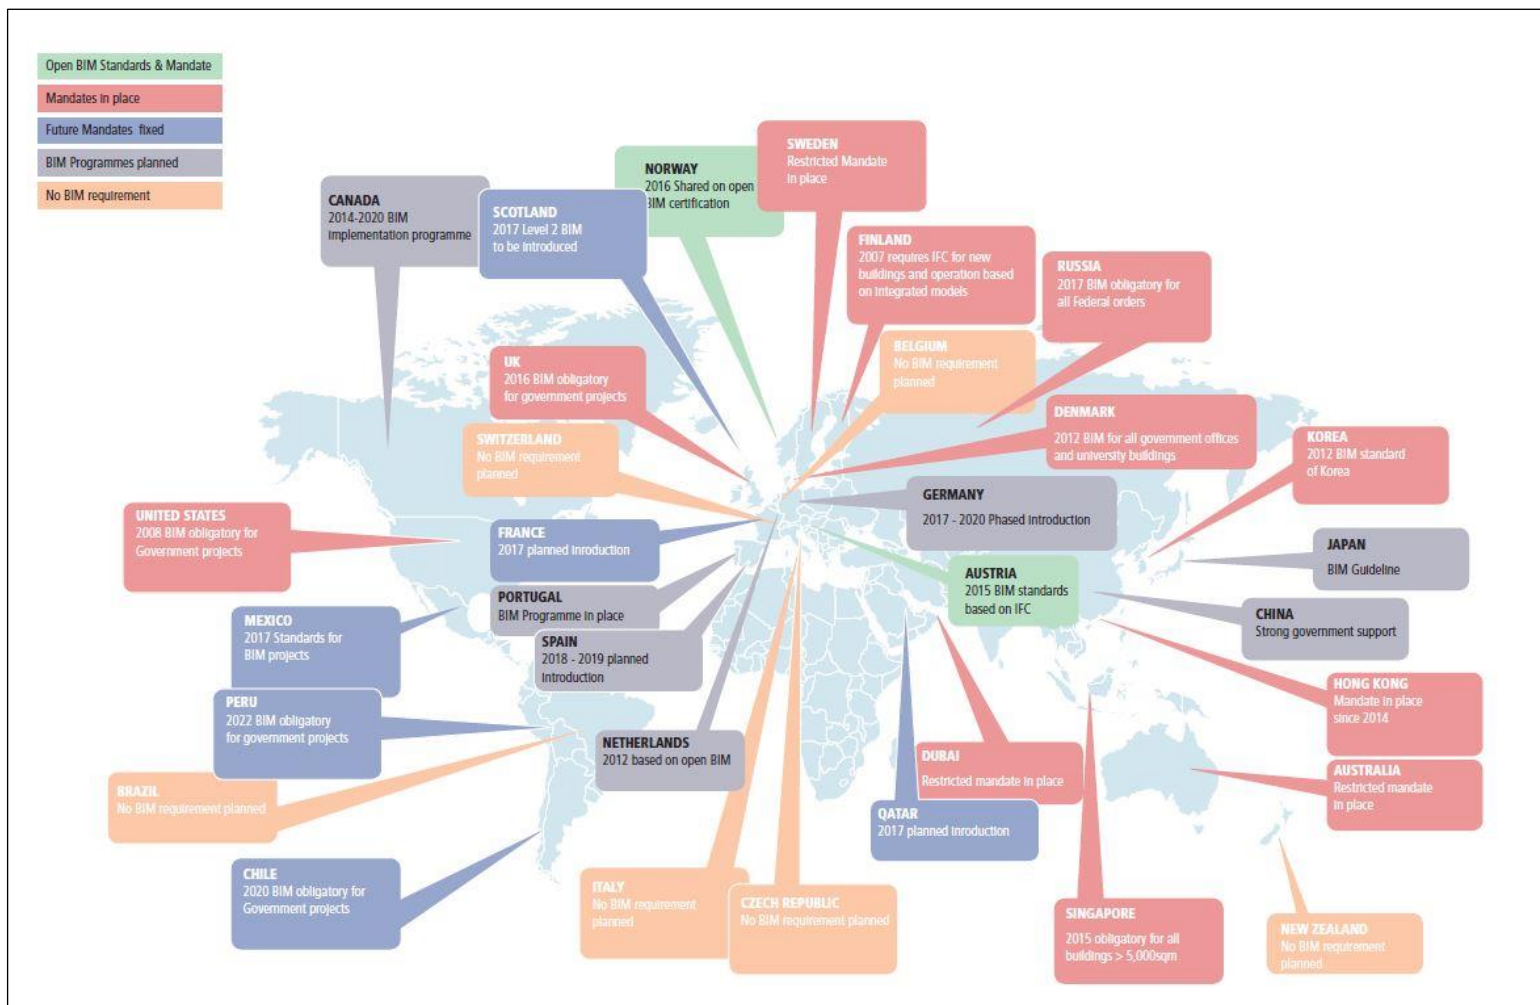 Open BIM Standards & Mandate
Mandates in place
Future Mandates fixed
BIM Programmes planned
No BIM requirement
CANADA
2014-2020 BIM
implementation programme
SCOTLAND
2017 Level 2 BIM
to be introduced
NORWAY
2016 Shared on open
BIM certification
SWEDEN
Restricted Mandate
in place
FINLAND
2007 requires IFC for new
buildings and operation based
on integrated models
RUSSIA
2017 BIM obligatory for
all Federal orders
BELGIUM
No BIM requirement
planned
UK
2016 BIM obligatory
for government projects
SWITZERLAND
No BIM requirement
planned
DENMARK
2012 BIM for all government offices
and university buildings
KOREA
2012 BIM standard
of Korea
GERMANY
2017 - 2020 Phased introduction
UNITED STATES
2008 BIM obligatory for
Government projects
FRANCE
2017 planned inroduction
JAPAN
BIM Guideline
AUSTRIA
2015 BIM standards
based on IFC
PORTUGAL
BIM Programme in place
CHINA
Strong government support
MEXICO
2017 Standards for
BIM projects
SPAIN
2018 - 2019 planned
introduction
HONG KONG
Mandate in place
since 2014
PERU
2022 BIM obligatory
for government projects
NETHERLANDS
2012 based on open BIM
DUBAI
Restricted mandate in place
AUSTRALIA
Restricted mandate
in place
BRAZIL
No BIM requirement planned
QATAR
2017 planned inroduction
CHILE
2020 BIM obligatory for
Government projects
ITALY
No BIM requirement
planned
CZECH REPUBLIC
No BIM requirement planned
SINGAPORE
2015 obligatory for all
buildings > 5,000sqm
NEW ZEALAND
No BIM requirement
planned